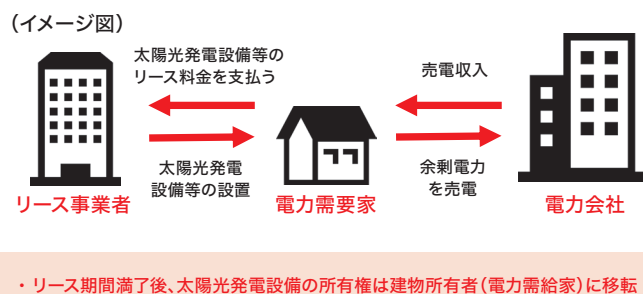 （イメージ図）
太陽光発電設備等の
リース料金を支払う
売電収入
太陽光発電
設備等の設置
余剰電力
を売電
リース事業者
電力需要家
電力会社
・リース期間満了後、太陽光発電設備の所有権は建物所有者（電力需給家）に移転